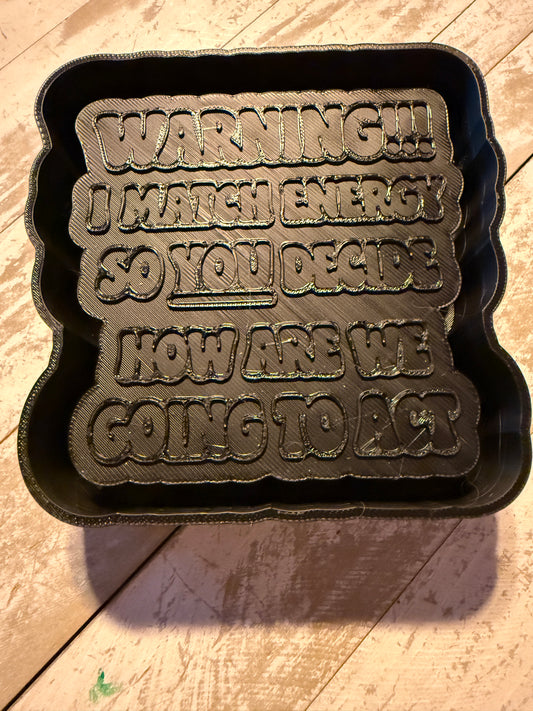 WARNING!!!
I MATCH ENERGY
SO YOU DECIDE
HOW ARE WE
GOING TO ACT